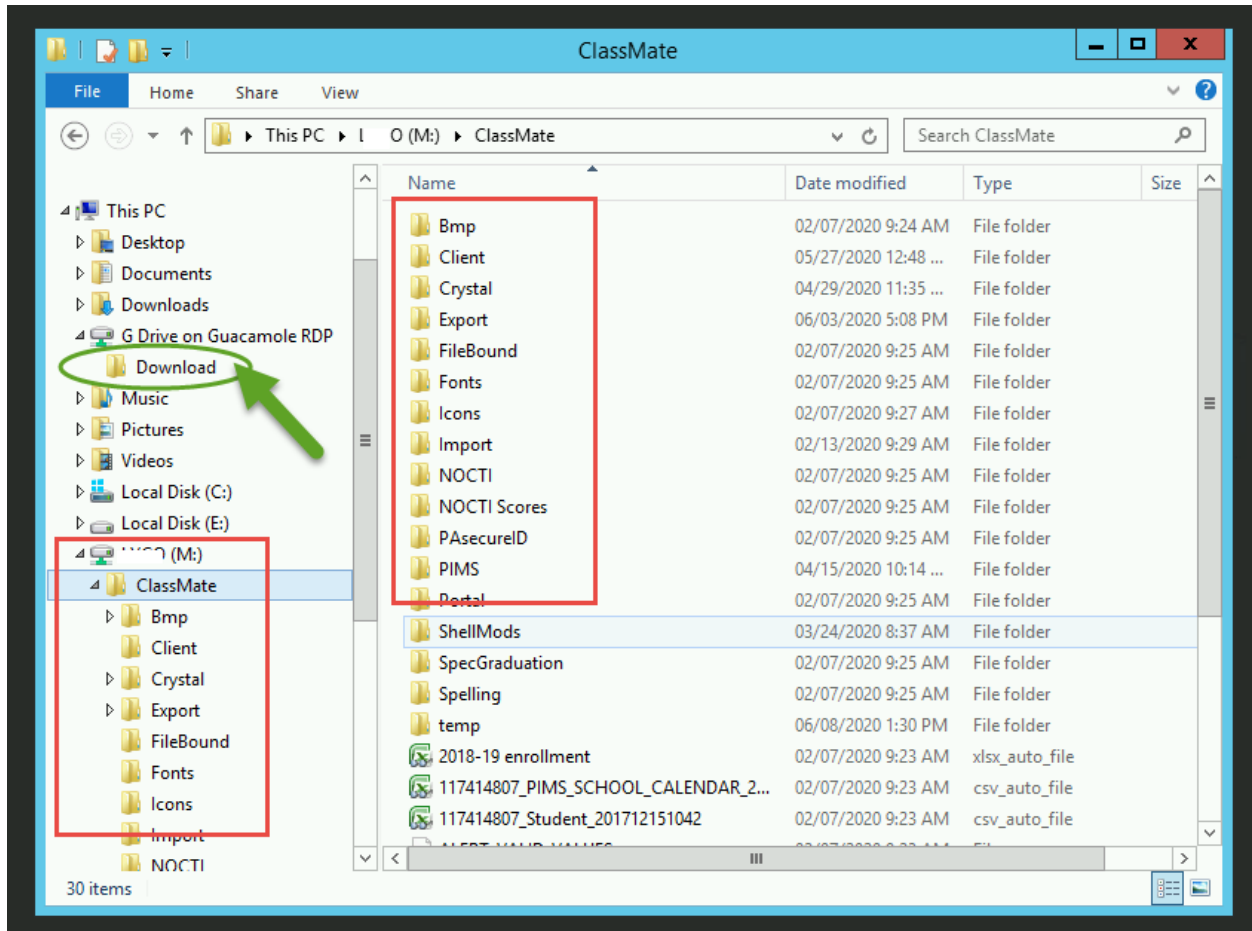 ClassMate
File Home Share View
This PC l O (M:) ClassMate Search ClassMate
Name Date modified Type Size
This PC
Desktop
Documents
Downloads
G Drive on Guacamole RDP
Download
Music
Pictures
Videos
Local Disk (C:)
Local Disk (E:)
(M:)
ClassMate
Bmp
Client
Crystal
Export
FileBound
Fonts
Icons
Import
NOCTI
Bmp 02/07/2020 9:24 AM File folder
Client 05/27/2020 12:48 ... File folder
Crystal 04/29/2020 11:35 ... File folder
Export 06/03/2020 5:08 PM File folder
FileBound 02/07/2020 9:25 AM File folder
Fonts 02/07/2020 9:25 AM File folder
Icons 02/07/2020 9:27 AM File folder
Import 02/13/2020 9:29 AM File folder
NOCTI 02/07/2020 9:25 AM File folder
NOCTI Scores 02/07/2020 9:25 AM File folder
PAsecureID 02/07/2020 9:25 AM File folder
PIMS 04/15/2020 10:14 ... File folder
Portal 02/07/2020 9:25 AM File folder
ShellMods 03/24/2020 8:37 AM File folder
SpecGraduation 02/07/2020 9:25 AM File folder
Spelling 02/07/2020 9:25 AM File folder
temp 06/08/2020 1:30 PM File folder
2018-19 enrollment 02/07/2020 9:23 AM xlsx_auto_file
117414807_PIMS_SCHOOL_CALENDAR_2... 02/07/2020 9:23 AM csv_auto_file
117414807_Student_201712151042 02/07/2020 9:23 AM csv_auto_file
30 items